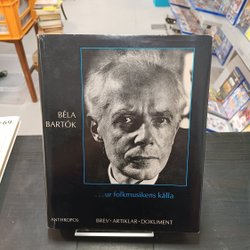 BÉLA
BARTÓK
...ur folkmusikens källa
ANTHROPOS
BREV • ARTIKLAR • DOKUMENT